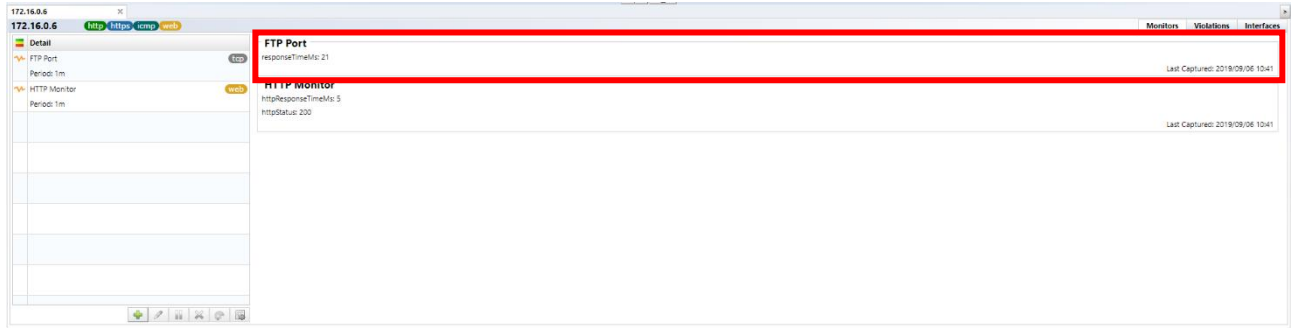 172.16.0.6
172.16.0.6 http https icmp web Monitors Violations Interfaces
Detail
FTP Port tcp
Period: 1m
HTTP Monitor web
Period: 1m
FTP Port
responseTimeMs: 21
Last Captured: 2019/09/06 10:41
HTTP Monitor
httpResponseTimeMs: 5
httpStatus: 200
Last Captured: 2019/09/06 10:41